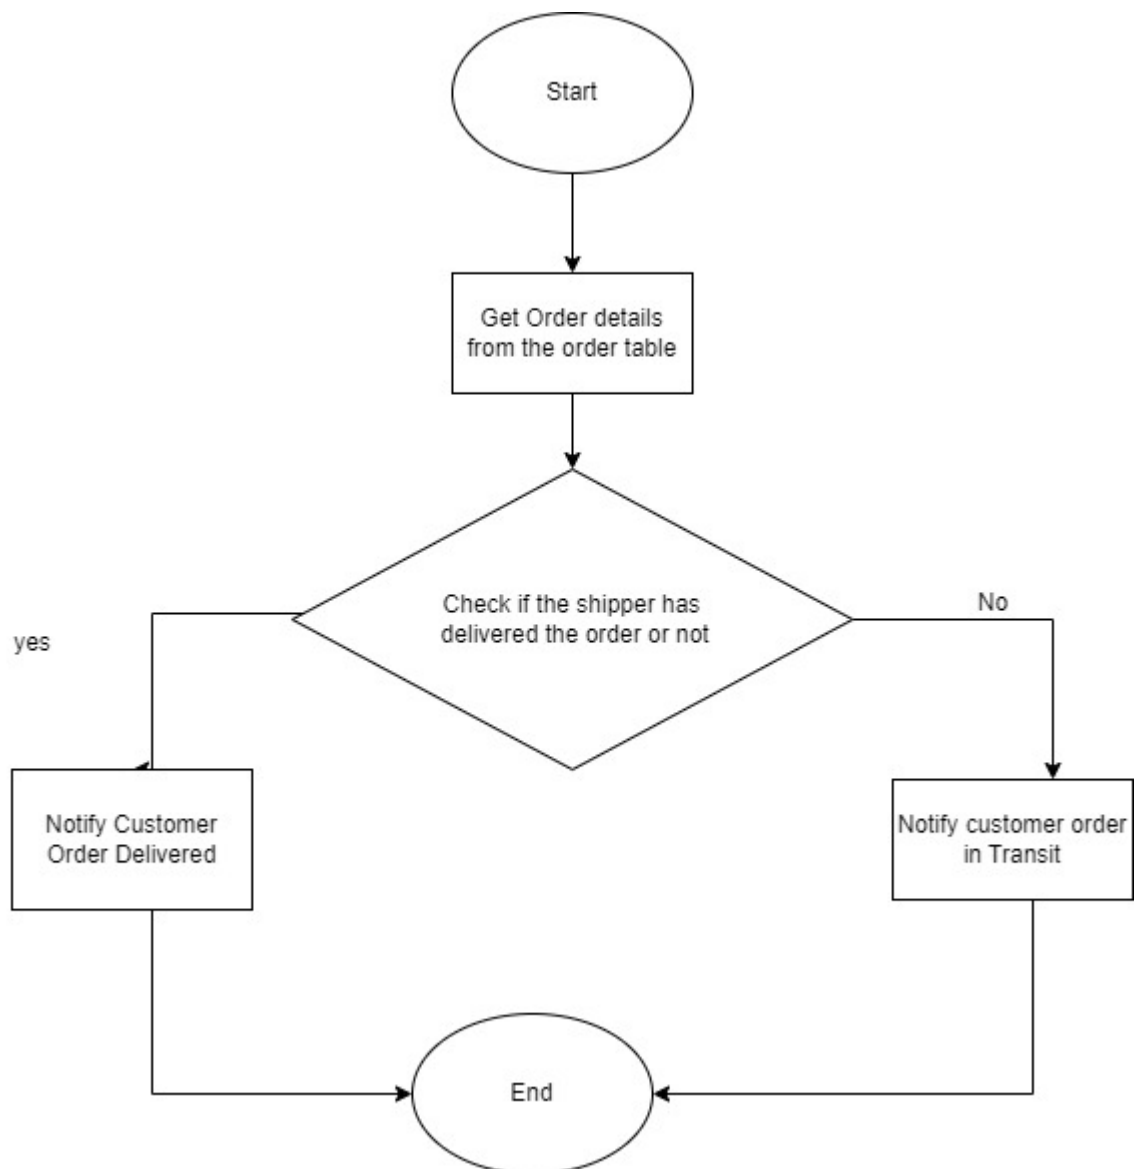 Start
Get Order details
from the order table
Check if the shipper has
delivered the order or not
yes
No
Notify Customer
Order Delivered
Notify customer order
in Transit
End